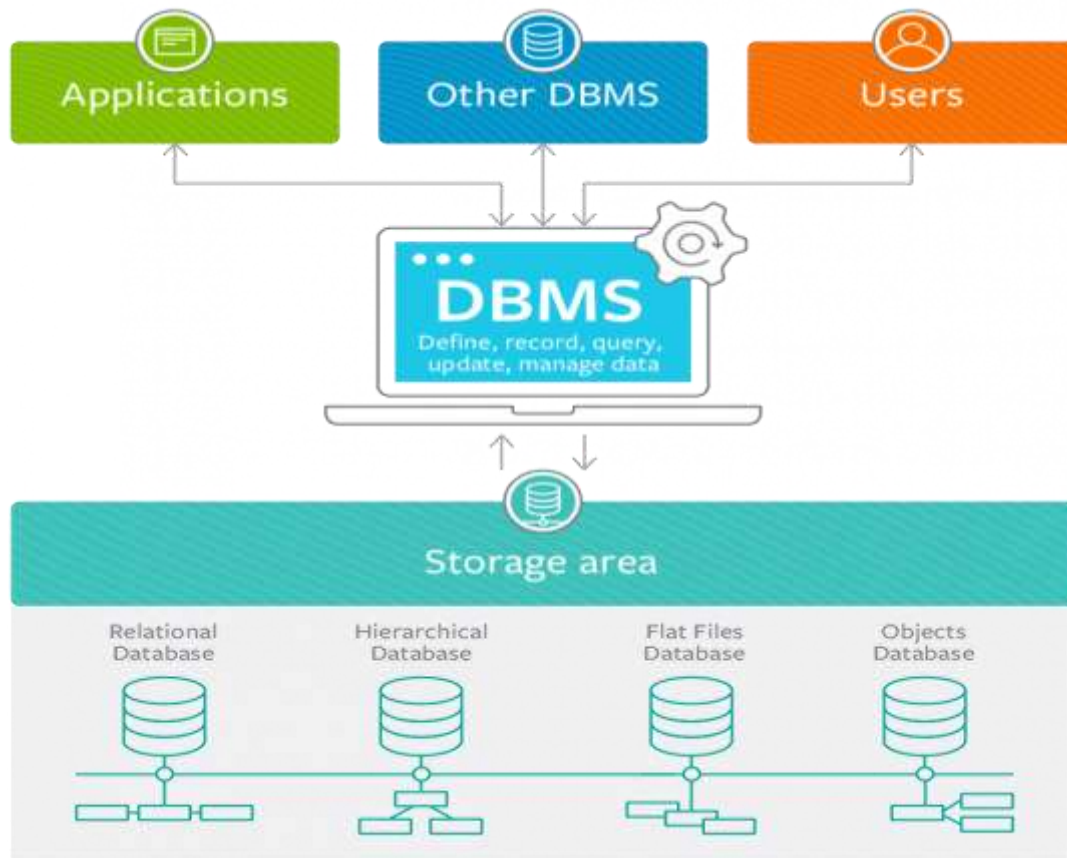 Applications
Other DBMS
Users
DBMS
Define, record, query,
update, manage data
Storage area
Relational
Database
Hierarchical
Database
Flat Files
Database
Objects
Database